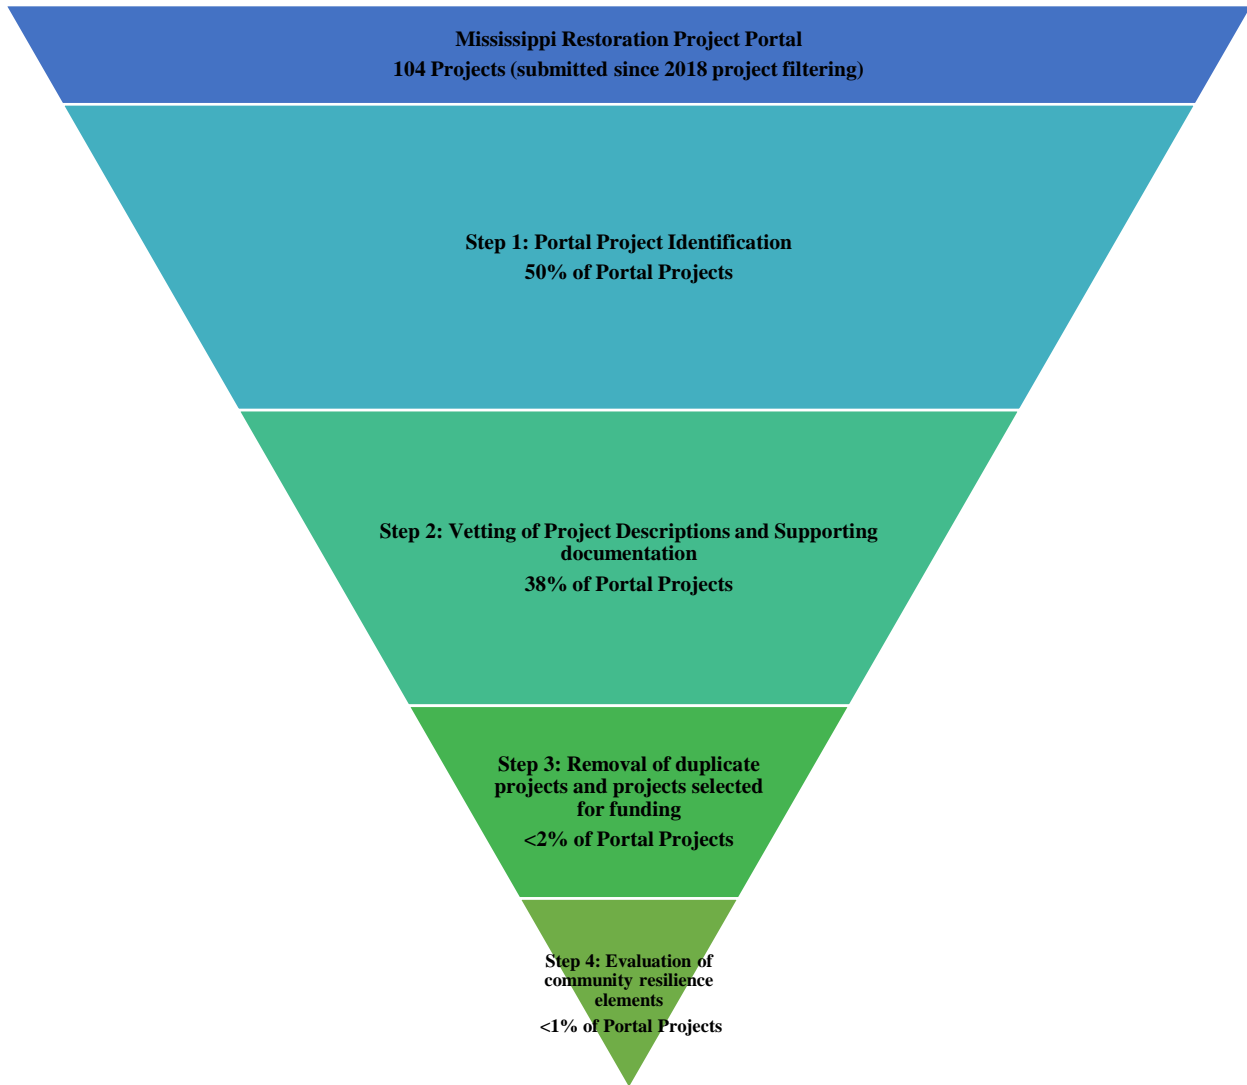 Mississippi Restoration Project Portal
104 Projects (submitted since 2018 project filtering)
Step 1: Portal Project Identification
50% of Portal Projects
Step 2: Vetting of Project Descriptions and Supporting
documentation
38% of Portal Projects
Step 3: Removal of duplicate
projects and projects selected
for funding
<2% of Portal Projects
Step 4: Evaluation of
community resilience
elements
<1% of Portal Projects